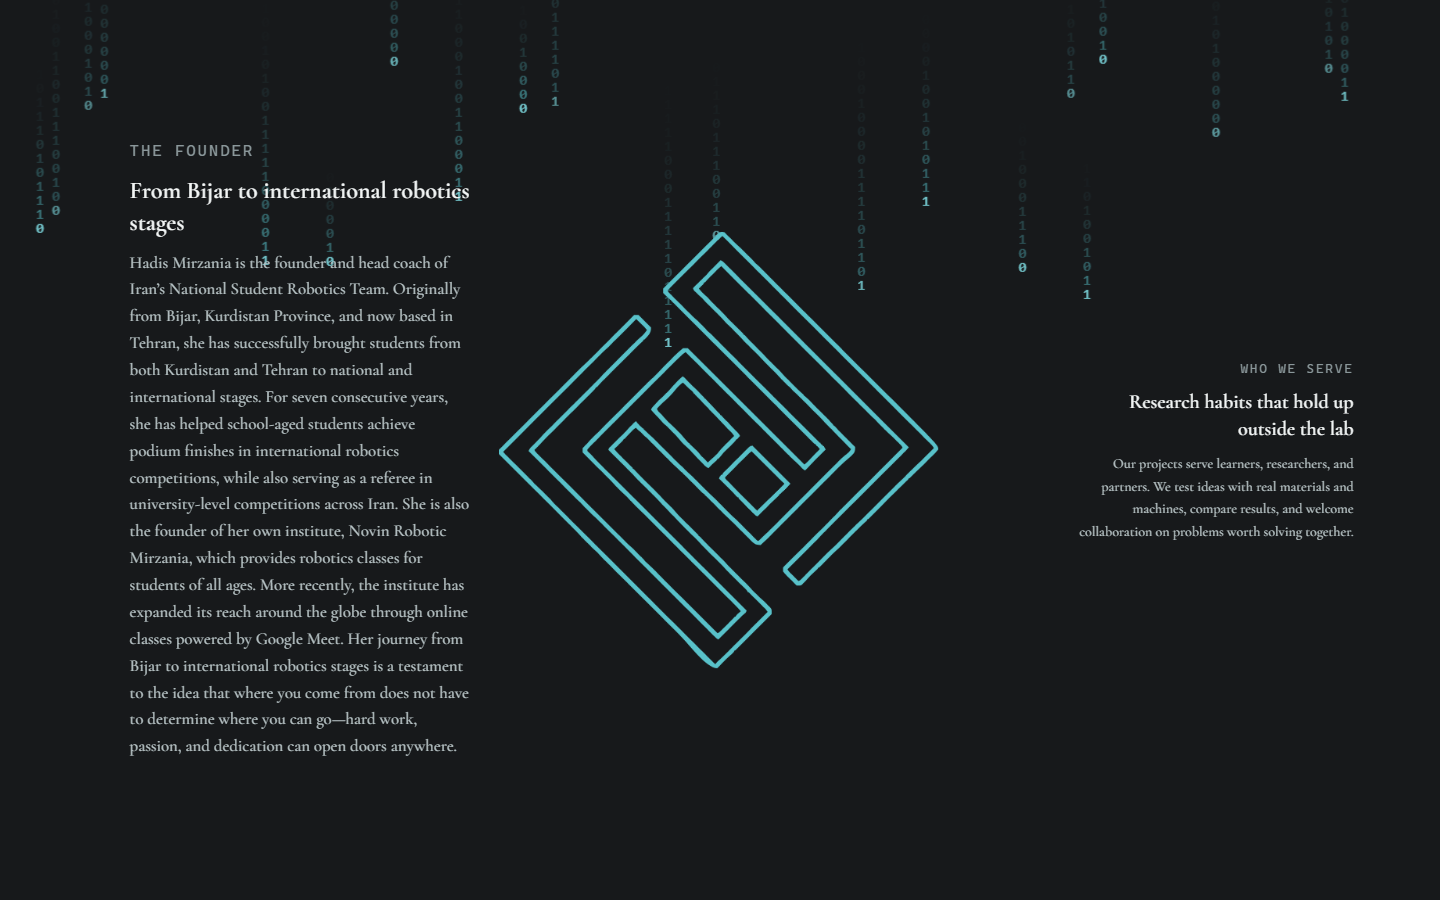 THE FOUNDER
From Bijar to international robotics
stages
Hadis Mirzania is the founder and head coach of
Iran’s National Student Robotics Team. Originally
from Bijar, Kurdistan Province, and now based in
Tehran, she has successfully brought students from
both Kurdistan and Tehran to national and
international stages. For seven consecutive years,
she has helped school-aged students achieve
podium finishes in international robotics
competitions, while also serving as a referee in
university-level competitions across Iran. She is also
the founder of her own institute, Novin Robotic
Mirzania, which provides robotics classes for
students of all ages. More recently, the institute has
expanded its reach around the globe through online
classes powered by Google Meet. Her journey from
Bijar to international robotics stages is a testament
to the idea that where you come from does not have
to determine where you can go—hard work,
passion, and dedication can open doors anywhere.
WHO WE SERVE
Research habits that hold up
outside the lab
Our projects serve learners, researchers, and
partners. We test ideas with real materials and
machines, compare results, and welcome
collaboration on problems worth solving together.